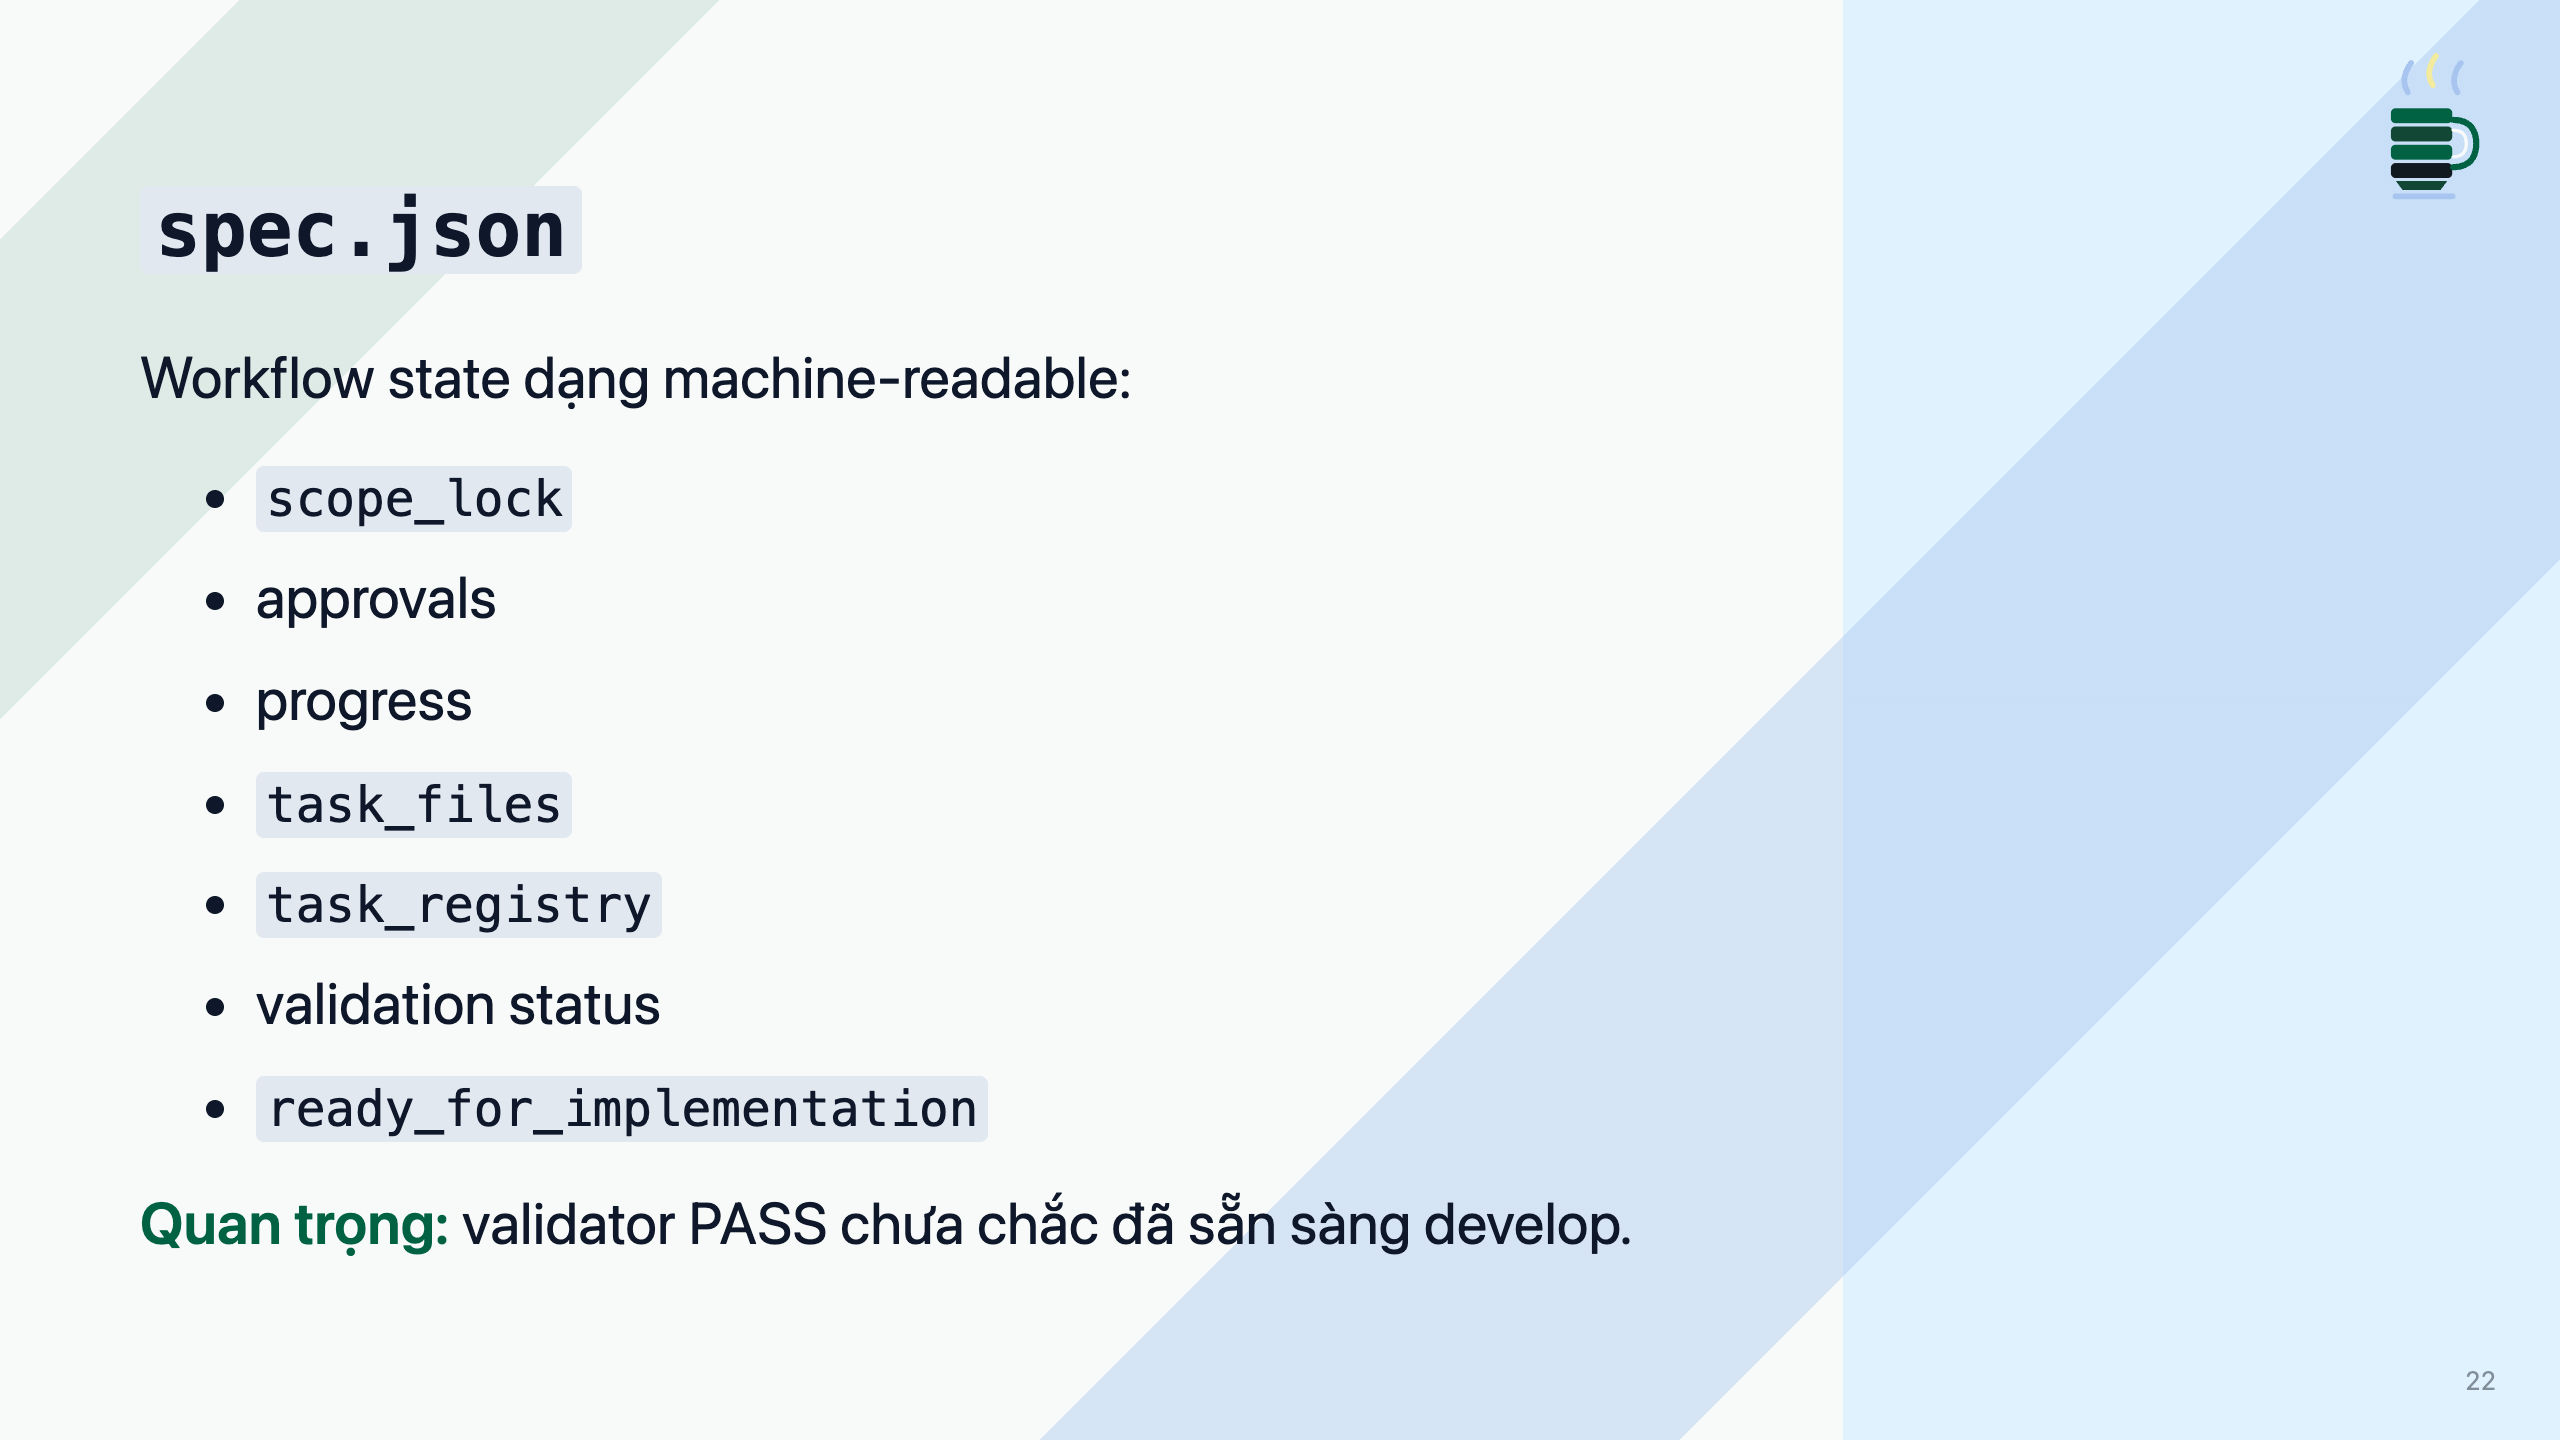 spec.json
Workflow state dạng machine-readable:
• scope_lock
• approvals
• progress
• task_files
• task_registry
• validation status
• ready_for_implementation
Quan trọng: validator PASS chưa chắc đã sẵn sàng develop.
22